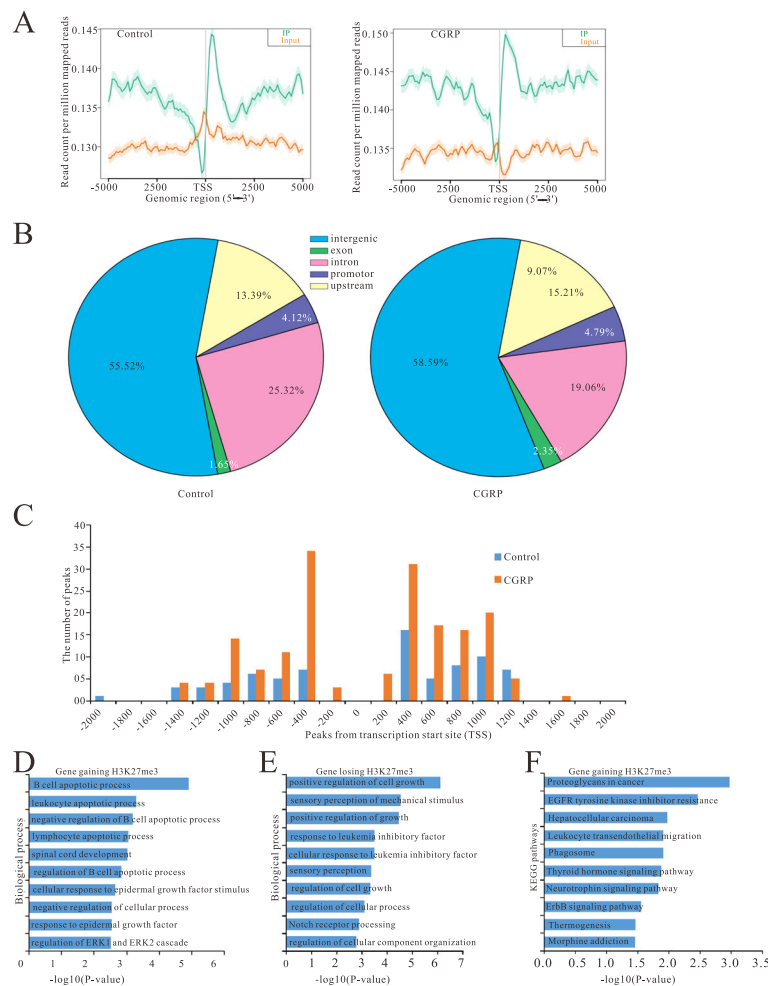 A
Control
IP
Input
0.145
0.140
0.135
0.130
Read count per million mapped reads
-5000 2500 TSS 2500 5000
Genomic region (5'→3')
CGRP
IP
Input
0.150
0.145
0.140
0.135
Read count per million mapped reads
-5000 2500 TSS 2500 5000
Genomic region (5'→3')
B
intergenic
exon
intron
promotor
upstream
13.39%
4.12%
55.52%
25.32%
1.65%
Control
9.07%
15.21%
4.79%
58.59%
19.06%
2.35%
CGRP
C
40
35
30
25
20
15
10
05
00
The number of peaks
Control
CGRP
-2000 -1800 -1600 -1400 -1200 -1000 -800 -600 -400 -200 000 200 400 600 800 1000 1200 1400 1600 1800 2000
Peaks from transcription start site (TSS)
D
Gene gaining H3K27me3
Biological process
B cell apoptotic process
leukocyte apoptotic process
negative regulation of B cell apoptotic process
lymphocyte apoptotic process
spinal cord development
regulation of B cell apoptotic process
cellular response to epidermal growth factor stimulus
negative regulation of cellular process
response to epidermal growth factor
regulation of ERK1 and ERK2 cascade
0 1 2 3 4 5 6
-log10(P-value)
E
Gene losing H3K27me3
Biological process
positive regulation of cell growth
sensory perception of mechanical stimulus
positive regulation of growth
response to leukemia inhibitory factor
cellular response to leukemia inhibitory factor
sensory perception
regulation of cell growth
regulation of cellular process
Notch receptor processing
regulation of cellular component organization
0 1 2 3 4 5 6 7
-log10(P-value)
F
Gene gaining H3K27me3
KEGG pathways
Proteoglycans in cancer
EGFR tyrosine kinase inhibitor resistance
Hepatocellular carcinoma
Leukocyte transendothelial migration
Phagosome
Thyroid hormone signaling pathway
Neurotrophin signaling pathway
ErbB signaling pathway
Thermogenesis
Morphine addiction
0.0 0.5 1.0 1.5 2.0 2.5 3.0 3.5
-log10(P-value)